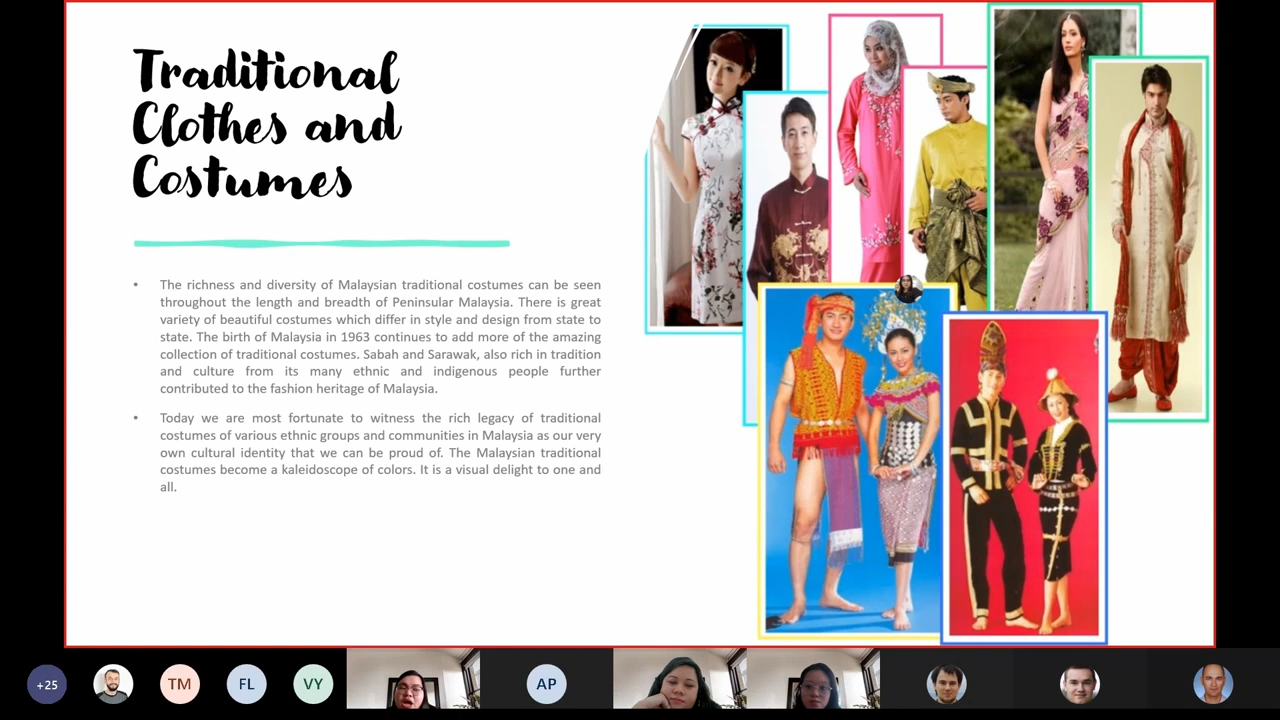 Traditional
Clothes and
Costumes
• The richness and diversity of Malaysian traditional costumes can be seen
throughout the length and breadth of Peninsular Malaysia. There is great
variety of beautiful costumes which differ in style and design from state to
state. The birth of Malaysia in 1963 continues to add more of the amazing
collection of traditional costumes. Sabah and Sarawak, also rich in tradition
and culture from its many ethnic and indigenous people further
contributed to the fashion heritage of Malaysia.
• Today we are most fortunate to witness the rich legacy of traditional
costumes of various ethnic groups and communities in Malaysia as our very
own cultural identity that we can be proud of. The Malaysian traditional
costumes become a kaleidoscope of colors. It is a visual delight to one and
all.
+25
TM
FL
VY
AP